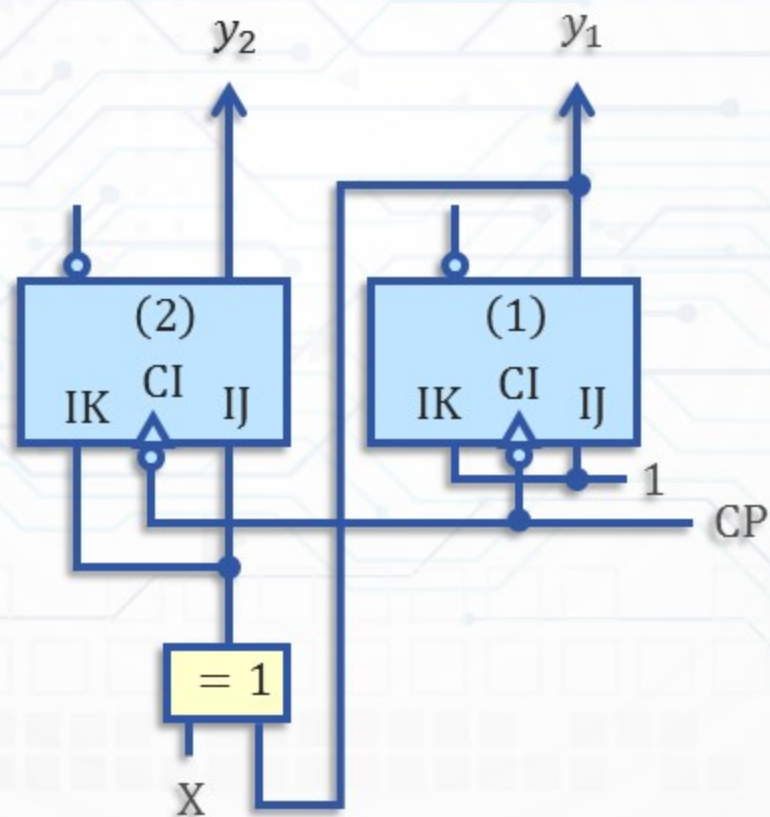 y₂ y₁
(2) (1)
IK CI IJ IK CI IJ
1
CP
= 1
X